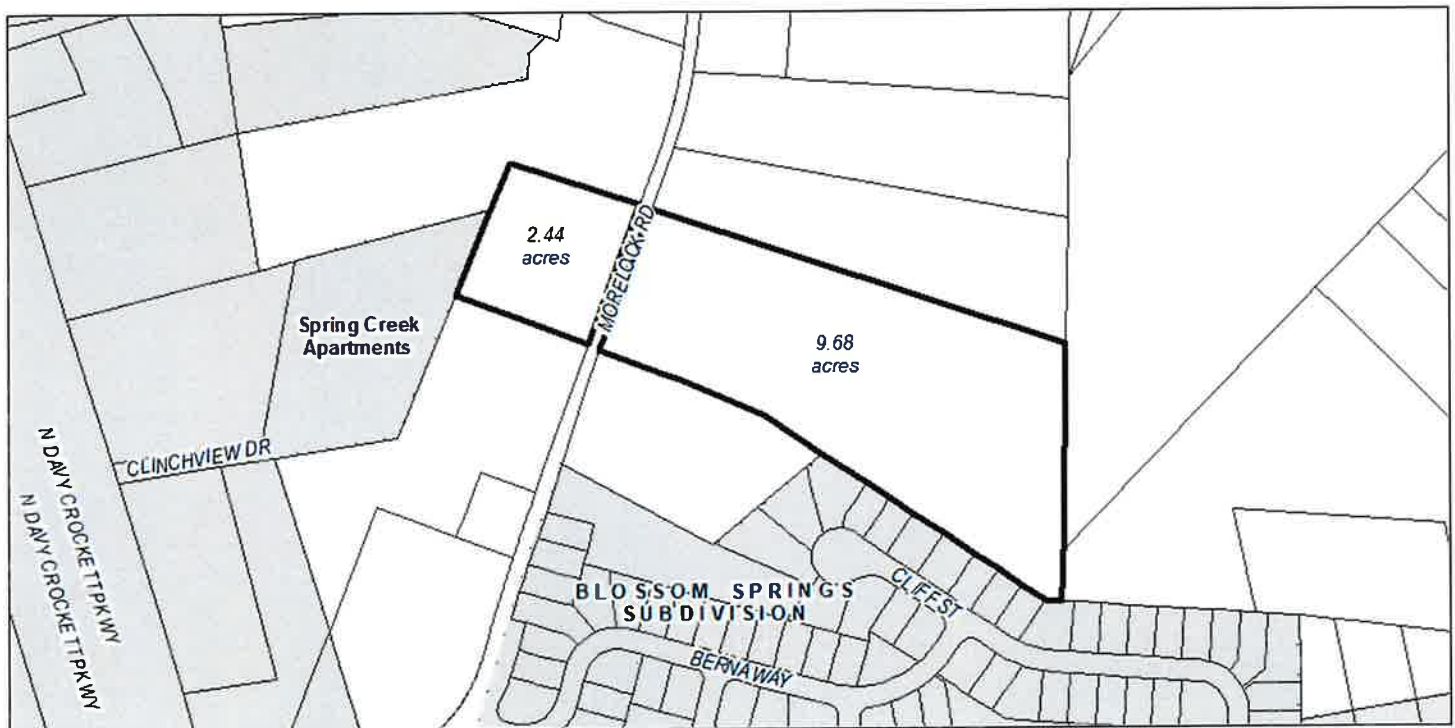 2.44
acres
MORELOCK RD
9.68
acres
Spring Creek
Apartments
N DAVY CROCKETT PKWY
N DAVY CROCKETT PKWY
CLINCHVIEW DR
BLOSSOM SPRINGS
SUBDIVISION
CLIFF ST
BERNA WAY